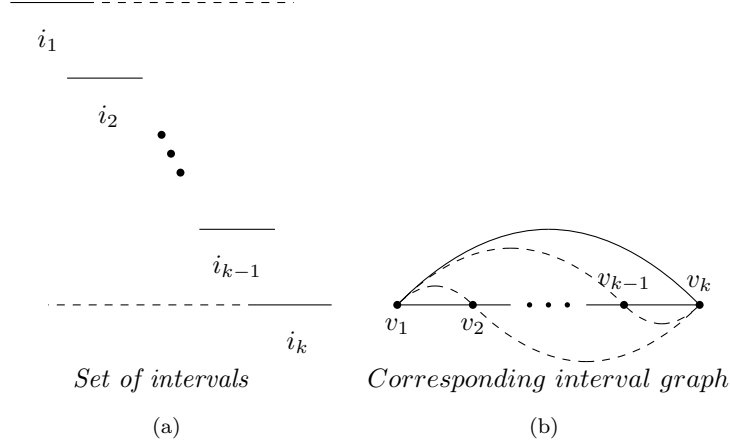 i₁
i₂
iₖ₋₁
iₖ
Set of intervals
(a)
vₖ₋₁
vₖ
v₁
v₂
Corresponding interval graph
(b)